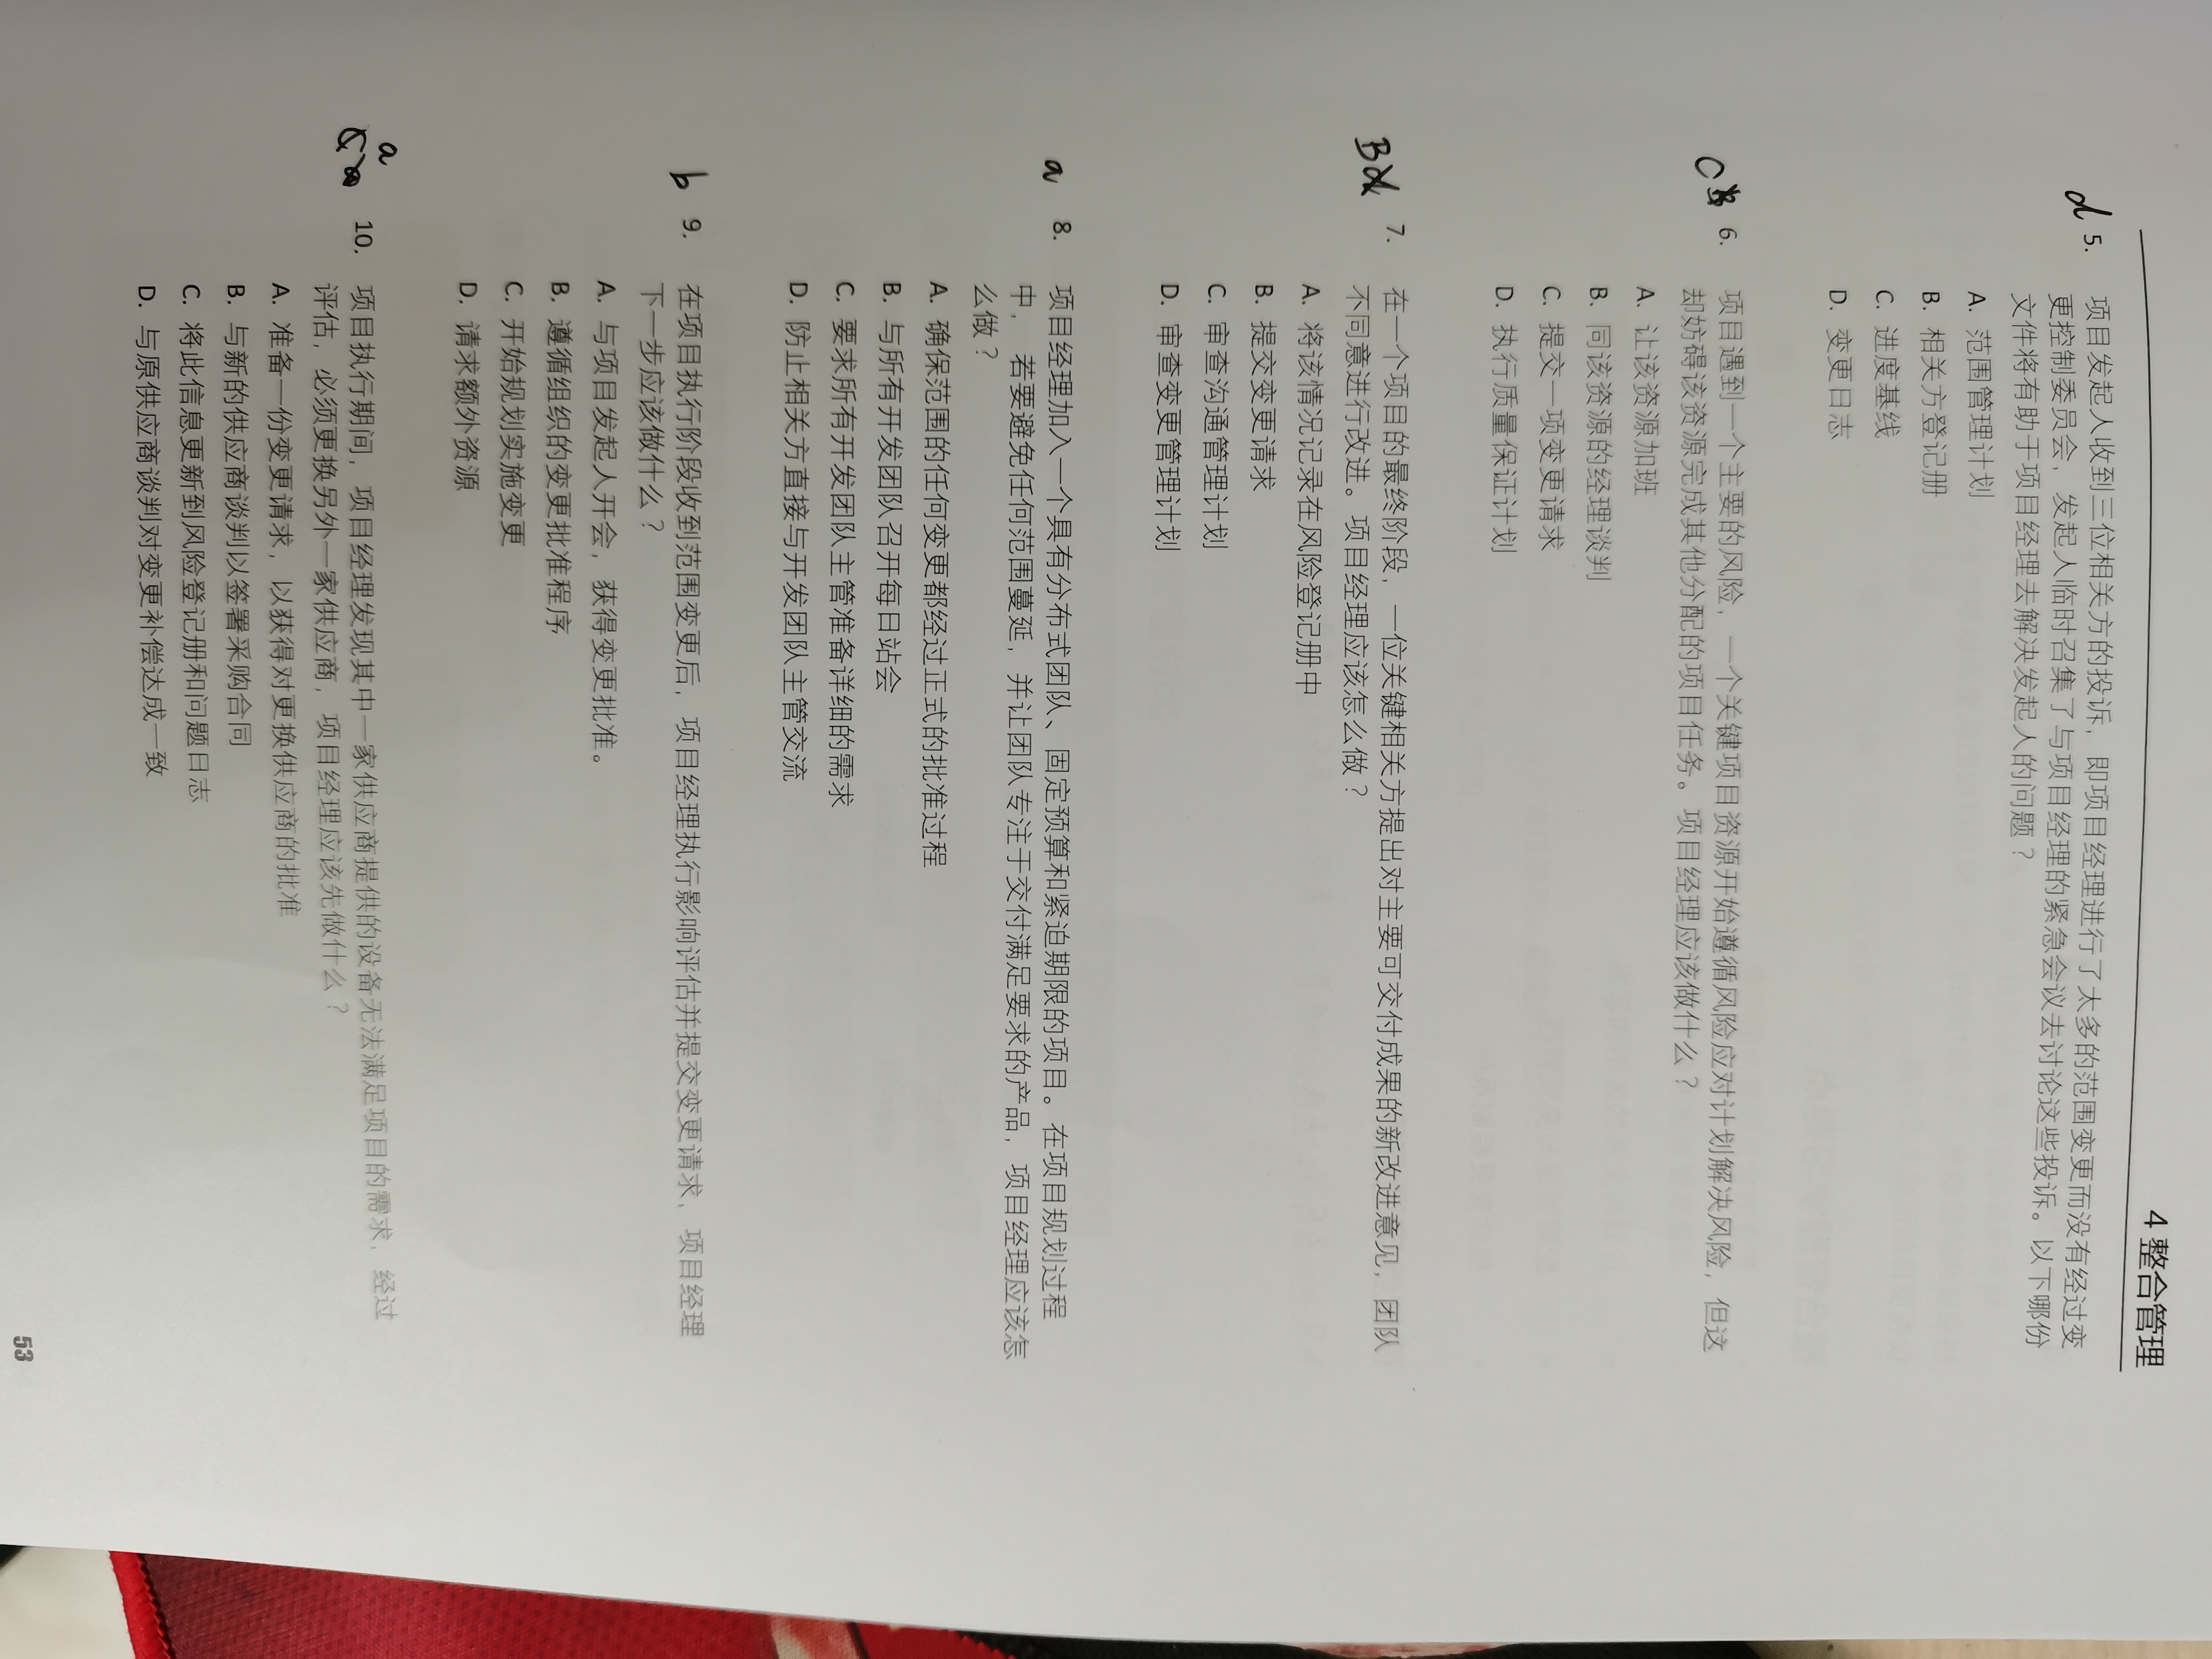 4 整合管理
d 5. 项目发起人收到三位相关方的投诉，即项目经理进行了太多的范围变更而没有经过变
更控制委员会，发起人临时召集了与项目经理的紧急会议去讨论这些投诉。以下哪份
文件将有助于项目经理去解决发起人的问题？
A. 范围管理计划
B. 相关方登记册
C. 进度基线
D. 变更日志
C 6. 项目遇到一个主要的风险，一个关键项目资源开始遵循风险应对计划解决风险，但这
却妨碍该资源完成其他分配的项目任务。项目经理应该做什么？
A. 让该资源加班
B. 同该资源的经理谈判
C. 提交一项变更请求
D. 执行质量保证计划
B 7. 在一个项目的最终阶段，一位关键相关方提出对主要可交付成果的新改进意见，团队
不同意进行改进。项目经理应该怎么做？
A. 将该情况记录在风险登记册中
B. 提交变更请求
C. 审查沟通管理计划
D. 审查变更管理计划
a 8. 项目经理加入一个具有分布式团队、固定预算和紧迫期限的项目。在项目规划过程
中， 若要避免任何范围蔓延，并让团队专注于交付满足要求的产品，项目经理应该怎
么做？
A. 确保范围的任何变更都经过正式的批准过程
B. 与所有开发团队召开每日站会
C. 要求所有开发团队主管准备详细的需求
D. 防止相关方直接与开发团队主管交流
b 9. 在项目执行阶段收到范围变更后，项目经理执行影响评估并提交变更请求，项目经理
下一步应该做什么？
A. 与项目发起人开会，获得变更批准。
B. 遵循组织的变更批准程序
C. 开始规划实施变更
D. 请求额外资源
a
10. 项目执行期间，项目经理发现其中一家供应商提供的设备无法满足项目的需求，经过
评估，必须更换另外一家供应商，项目经理应该先做什么？
A. 准备一份变更请求，以获得对更换供应商的批准
B. 与新的供应商谈判以签署采购合同
C. 将此信息更新到风险登记册和问题日志
D. 与原供应商谈判对变更补偿达成一致
53